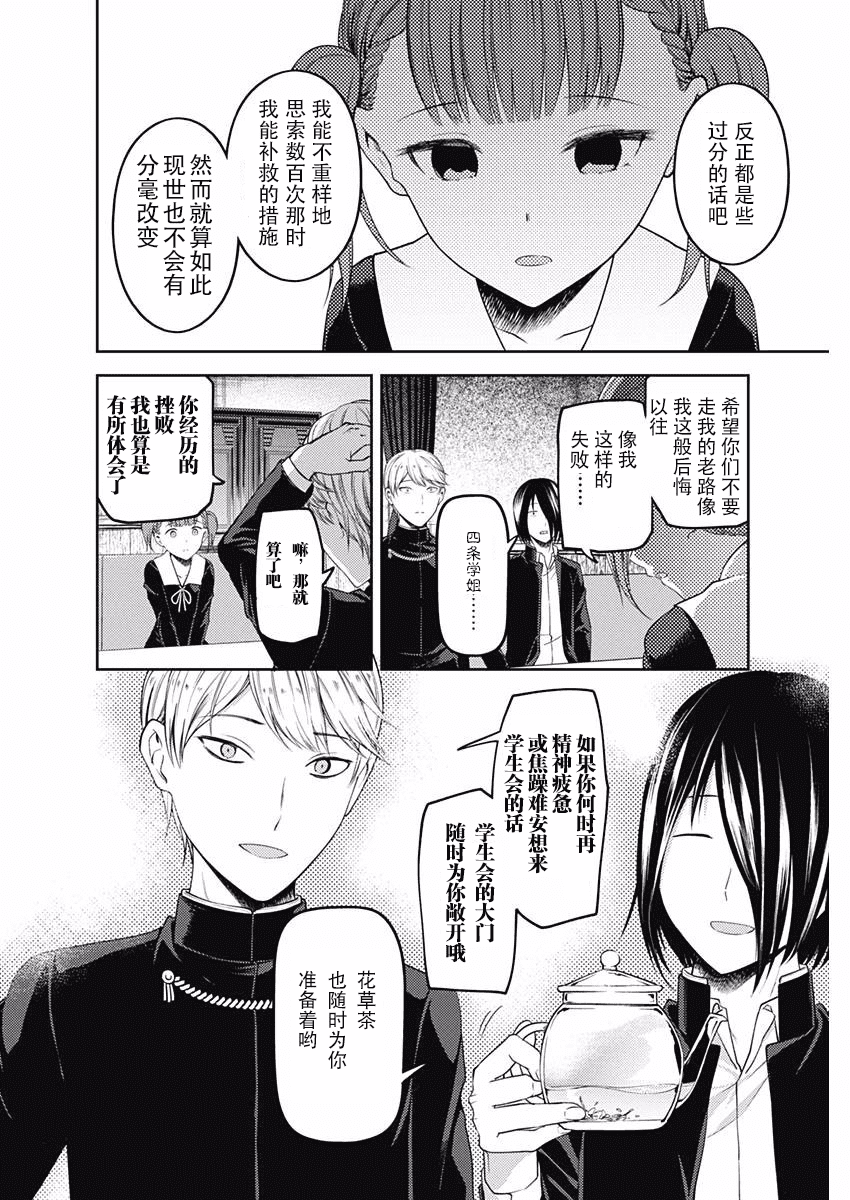 反正都是些
过分的话吧
我能不重样地
思索数百次那时
我能补救的措施
然而就算如此
现世也不会有
分毫改变
希望你们不要
走我的老路像
我这般后悔
以往
像我
这样的
失败……
四条学姐……
嘛，那就
算了吧
你经历的
挫败
我也算是
有所体会了
如果你何时再
精神疲惫
或焦躁难安想来
学生会的话
学生会的大门
随时为你敞开哦
花草茶
也随时为你
准备着哟